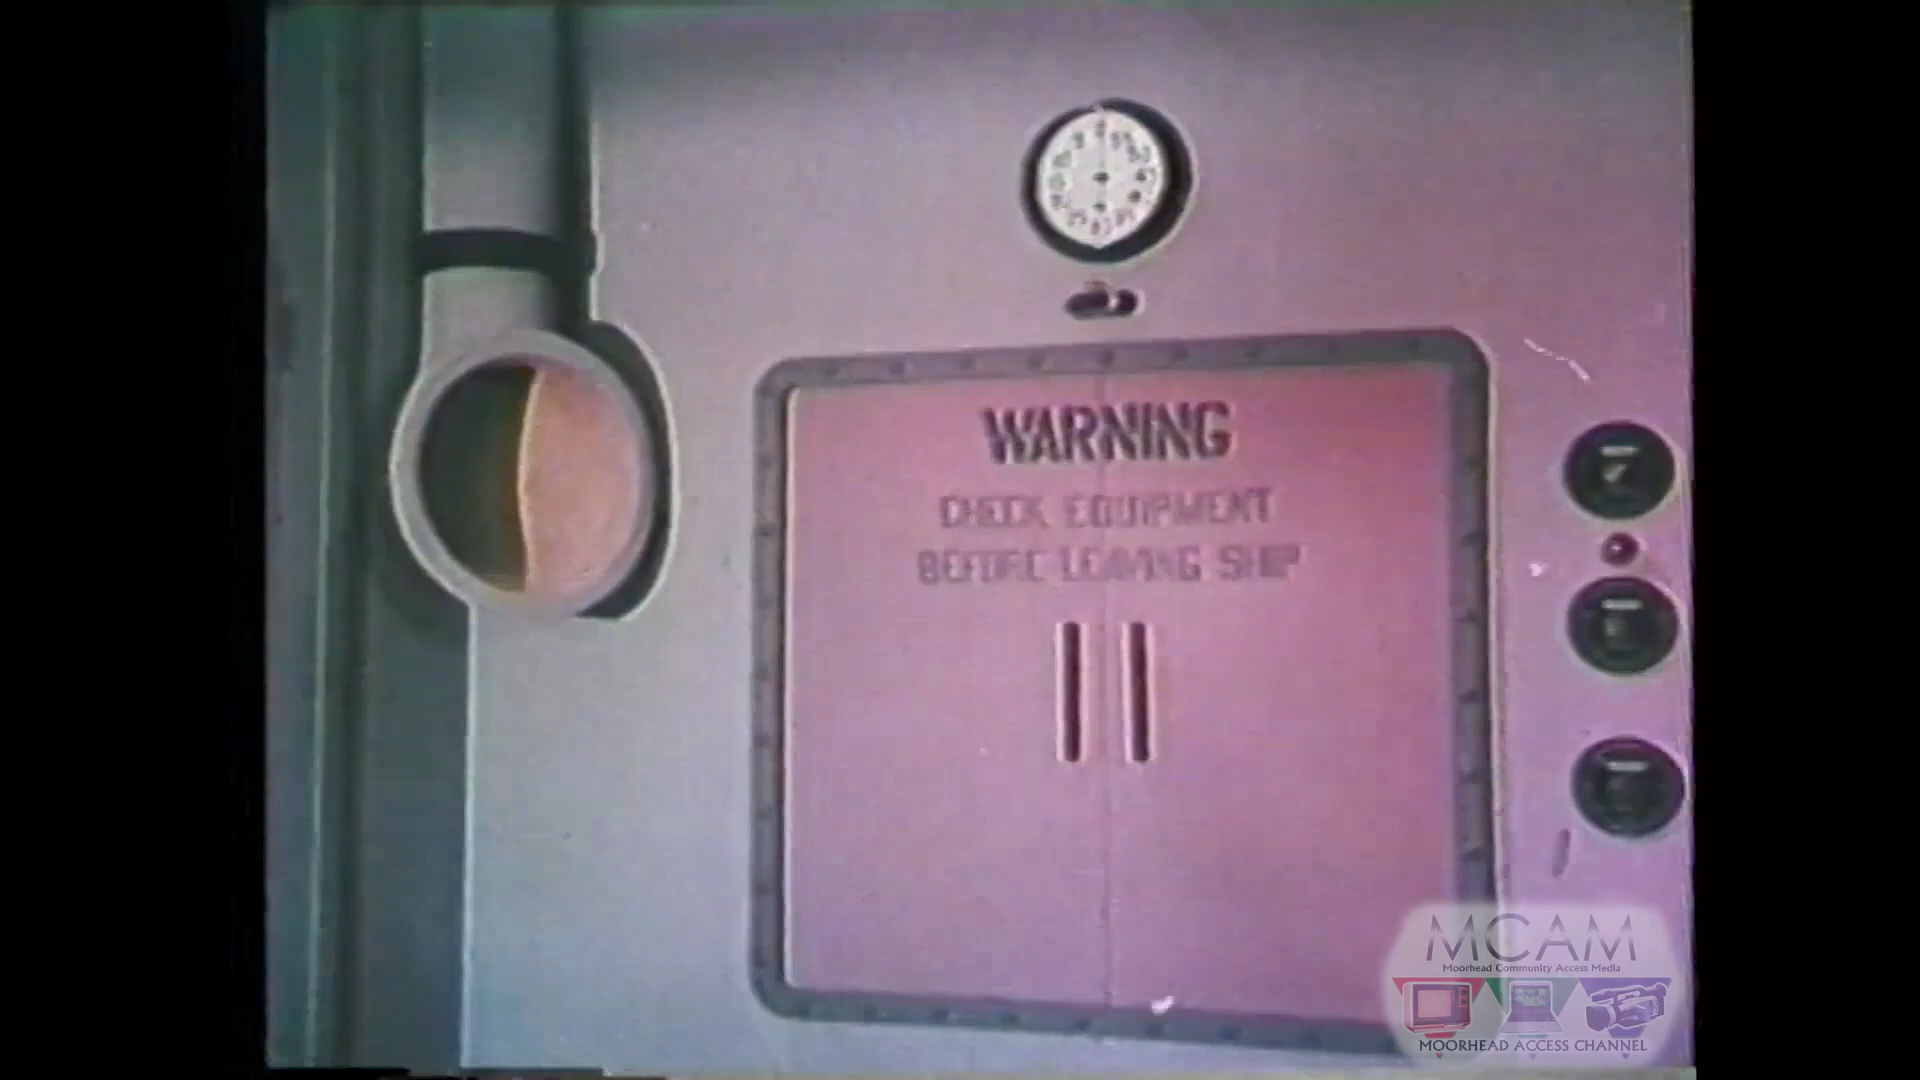 WARNING
CHECK EQUIPMENT
BEFORE LEAVING SHIP
MCAM
Moorhead Community Access Media
MOORHEAD ACCESS CHANNEL